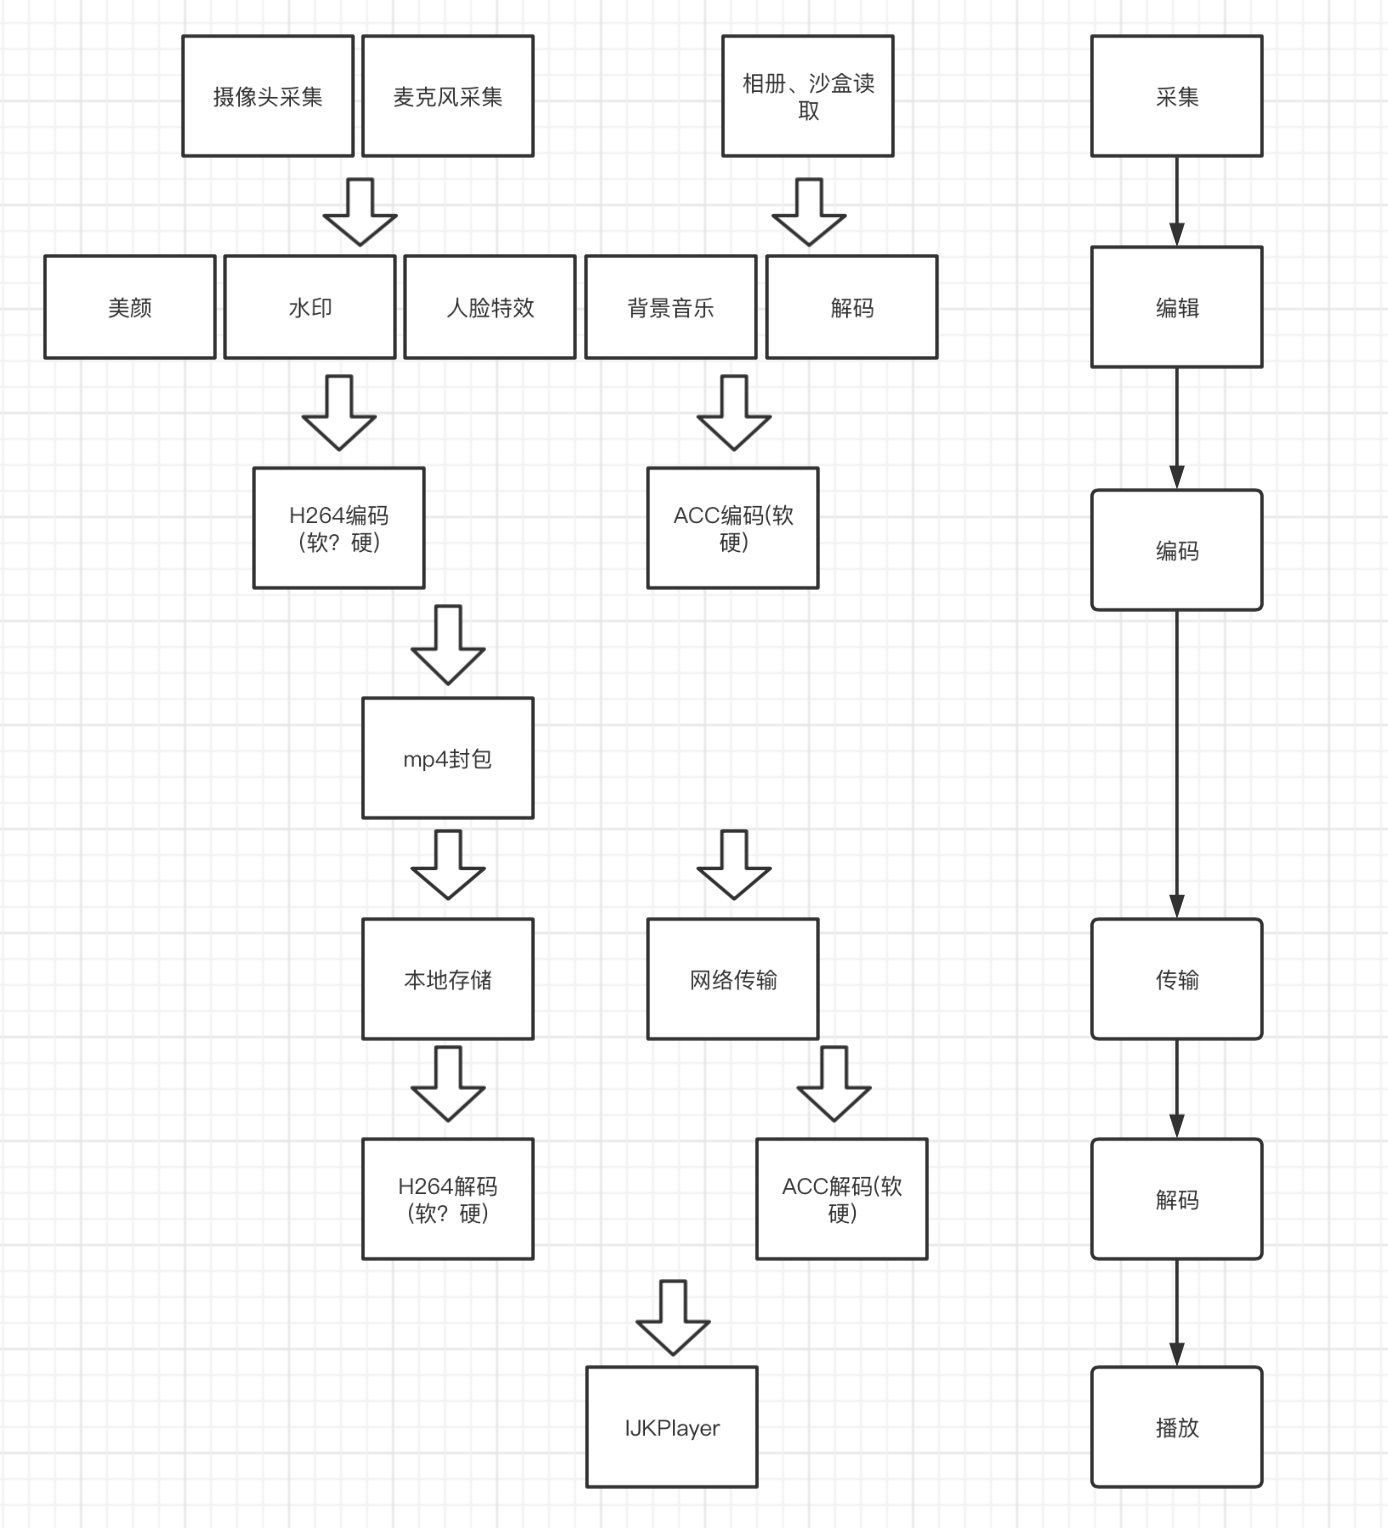 摄像头采集
麦克风采集
相册、沙盒读
取
采集
美颜
水印
人脸特效
背景音乐
解码
编辑
H264编码
(软？硬)
ACC编码(软
硬)
编码
mp4封包
本地存储
网络传输
传输
H264解码
(软？硬)
ACC解码(软
硬)
解码
IJKPlayer
播放